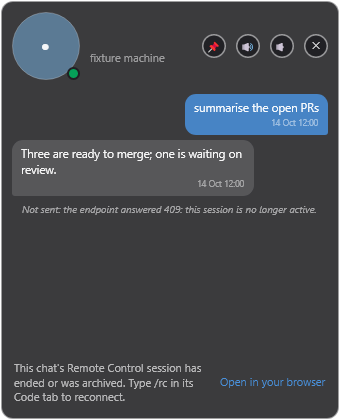 fixture machine
summarise the open PRs
14 Oct 12:00
Three are ready to merge; one is waiting on
review.
14 Oct 12:00
Not sent: the endpoint answered 409: this session is no longer active.
This chat's Remote Control session has
ended or was archived. Type /rc in its
Code tab to reconnect.
Open in your browser